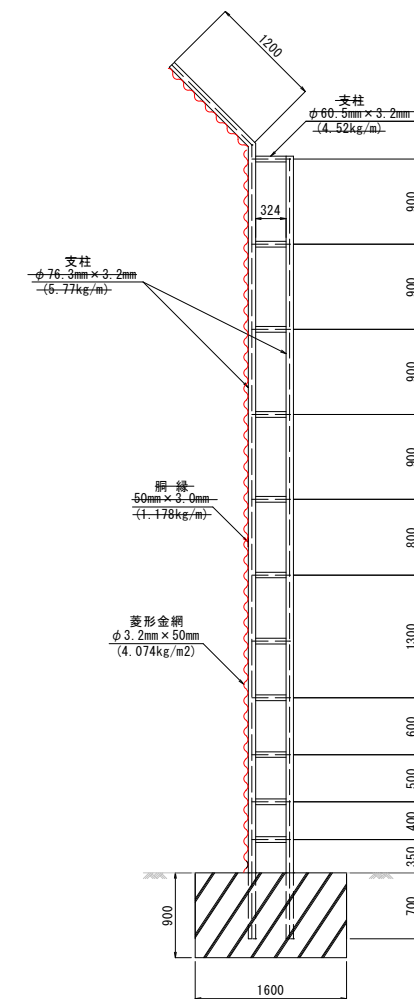 1200
支柱
φ60.5mm×3.2mm
(4.52kg/m)
324
900
900
支柱
φ76.3mm×3.2mm
(5.77kg/m)
900
900
胴 縁
50mm×3.0mm
(1.178kg/m)
800
1300
菱形金網
φ3.2mm×50mm
(4.074kg/m2)
600
500
400
350
900
700
1600